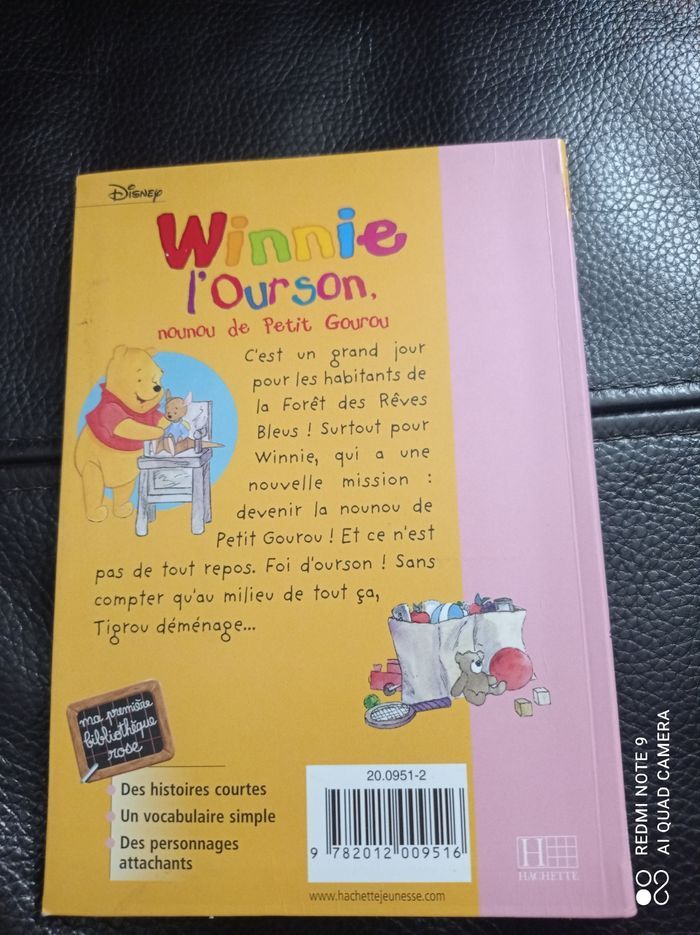 Disney
Winnie
l'Ourson,
nounou de Petit Gourou
C'est un grand jour
pour les habitants de
la Forêt des Rêves
Bleus ! Surtout pour
Winnie, qui a une
nouvelle mission :
devenir la nounou de
Petit Gourou ! Et ce n'est
pas de tout repos. Foi d'ourson ! Sans
compter qu'au milieu de tout ça,
Tigrou déménage...
ma première
bibliothèque
rose
Des histoires courtes
Un vocabulaire simple
Des personnages
attachants
20.0951-2
9 782012 009516
www.hachettejeunesse.com
H
HACHETTE
REDMI NOTE 9
AI QUAD CAMERA